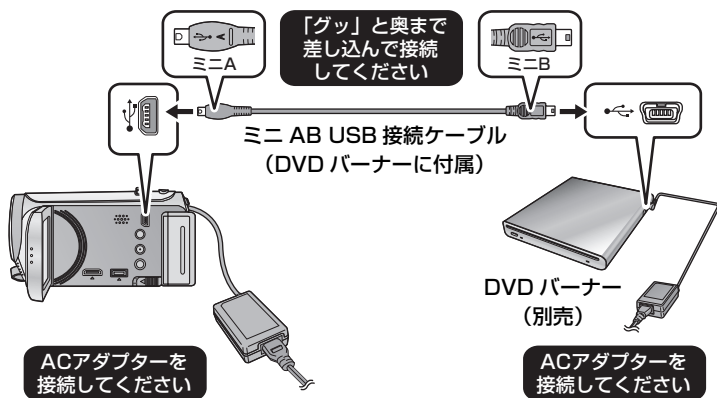 「グッ」と奥まで
差し込んで接続
してください
ミニA
ミニB
ミニ AB USB 接続ケーブル
（DVD バーナーに付属）
DVD バーナー
（別売）
ACアダプターを
接続してください
ACアダプターを
接続してください